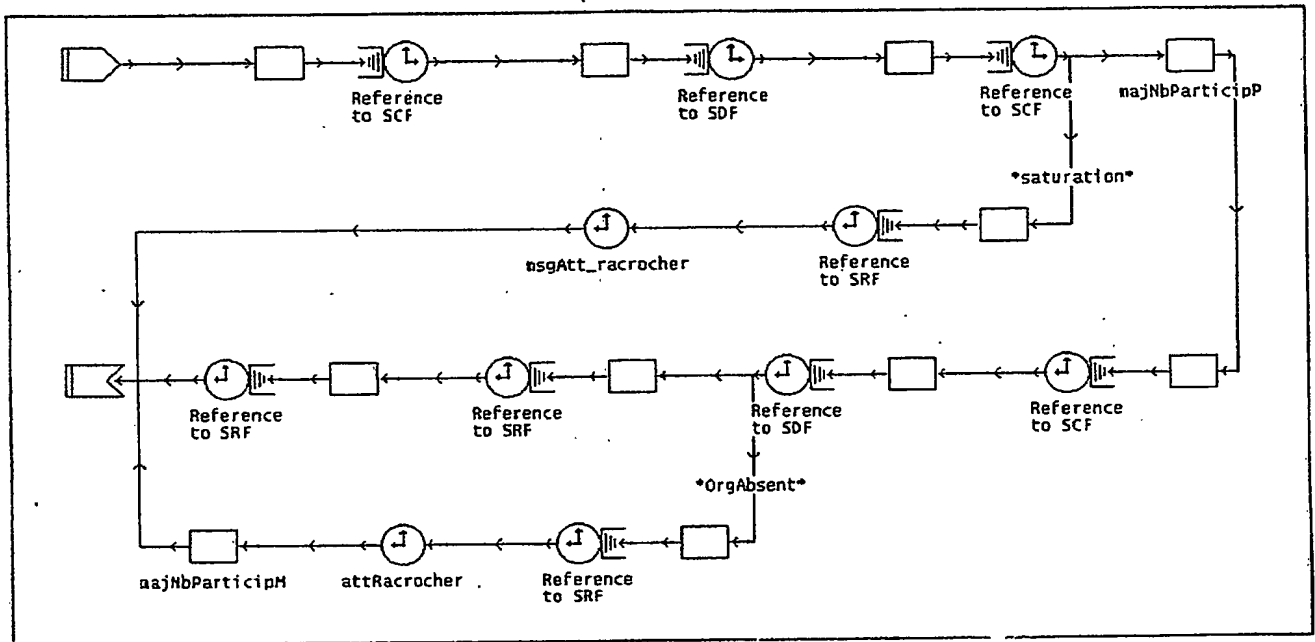 Reference
to SCF
Reference
to SDF
Reference
to SCF
majNbParticipP
*saturation*
msgAtt_racrocher
Reference
to SRF
Reference
to SRF
Reference
to SRF
Reference
to SDF
Reference
to SCF
*OrgAbsent*
majNbParticipM
attRacrocher
Reference
to SRF